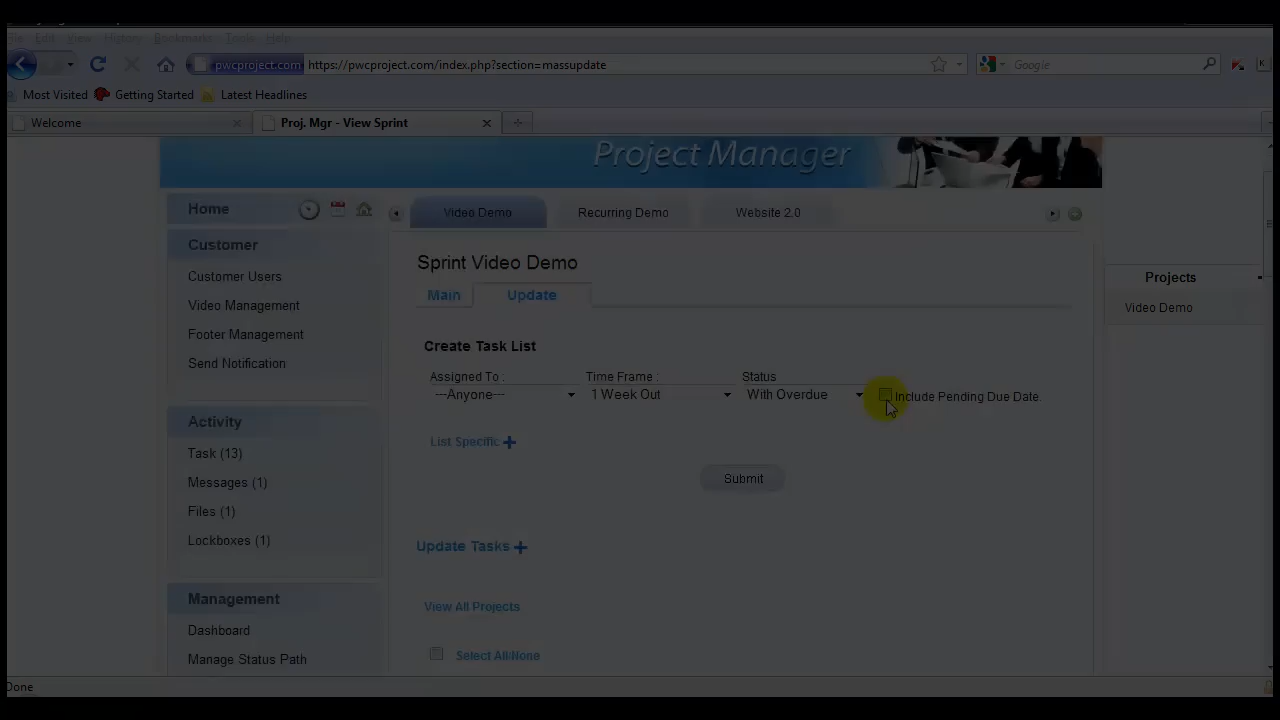 File Edit View History Bookmarks Tools Help
pwcproject.com https://pwcproject.com/index.php?section=massupdate
Google
Most Visited Getting Started Latest Headlines
Welcome
Proj. Mgr - View Sprint
Project Manager
Home
Video Demo Recurring Demo Website 2.0
Customer
Customer Users
Video Management
Footer Management
Send Notification
Sprint Video Demo
Main Update
Projects
Video Demo
Create Task List
Assigned To : Time Frame : Status
---Anyone--- 1 Week Out With Overdue Include Pending Due Date.
Activity
List Specific
Task (13)
Messages (1)
Submit
Files (1)
Lockboxes (1)
Update Tasks
Management
View All Projects
Dashboard
Manage Status Path
Select All/None
Done